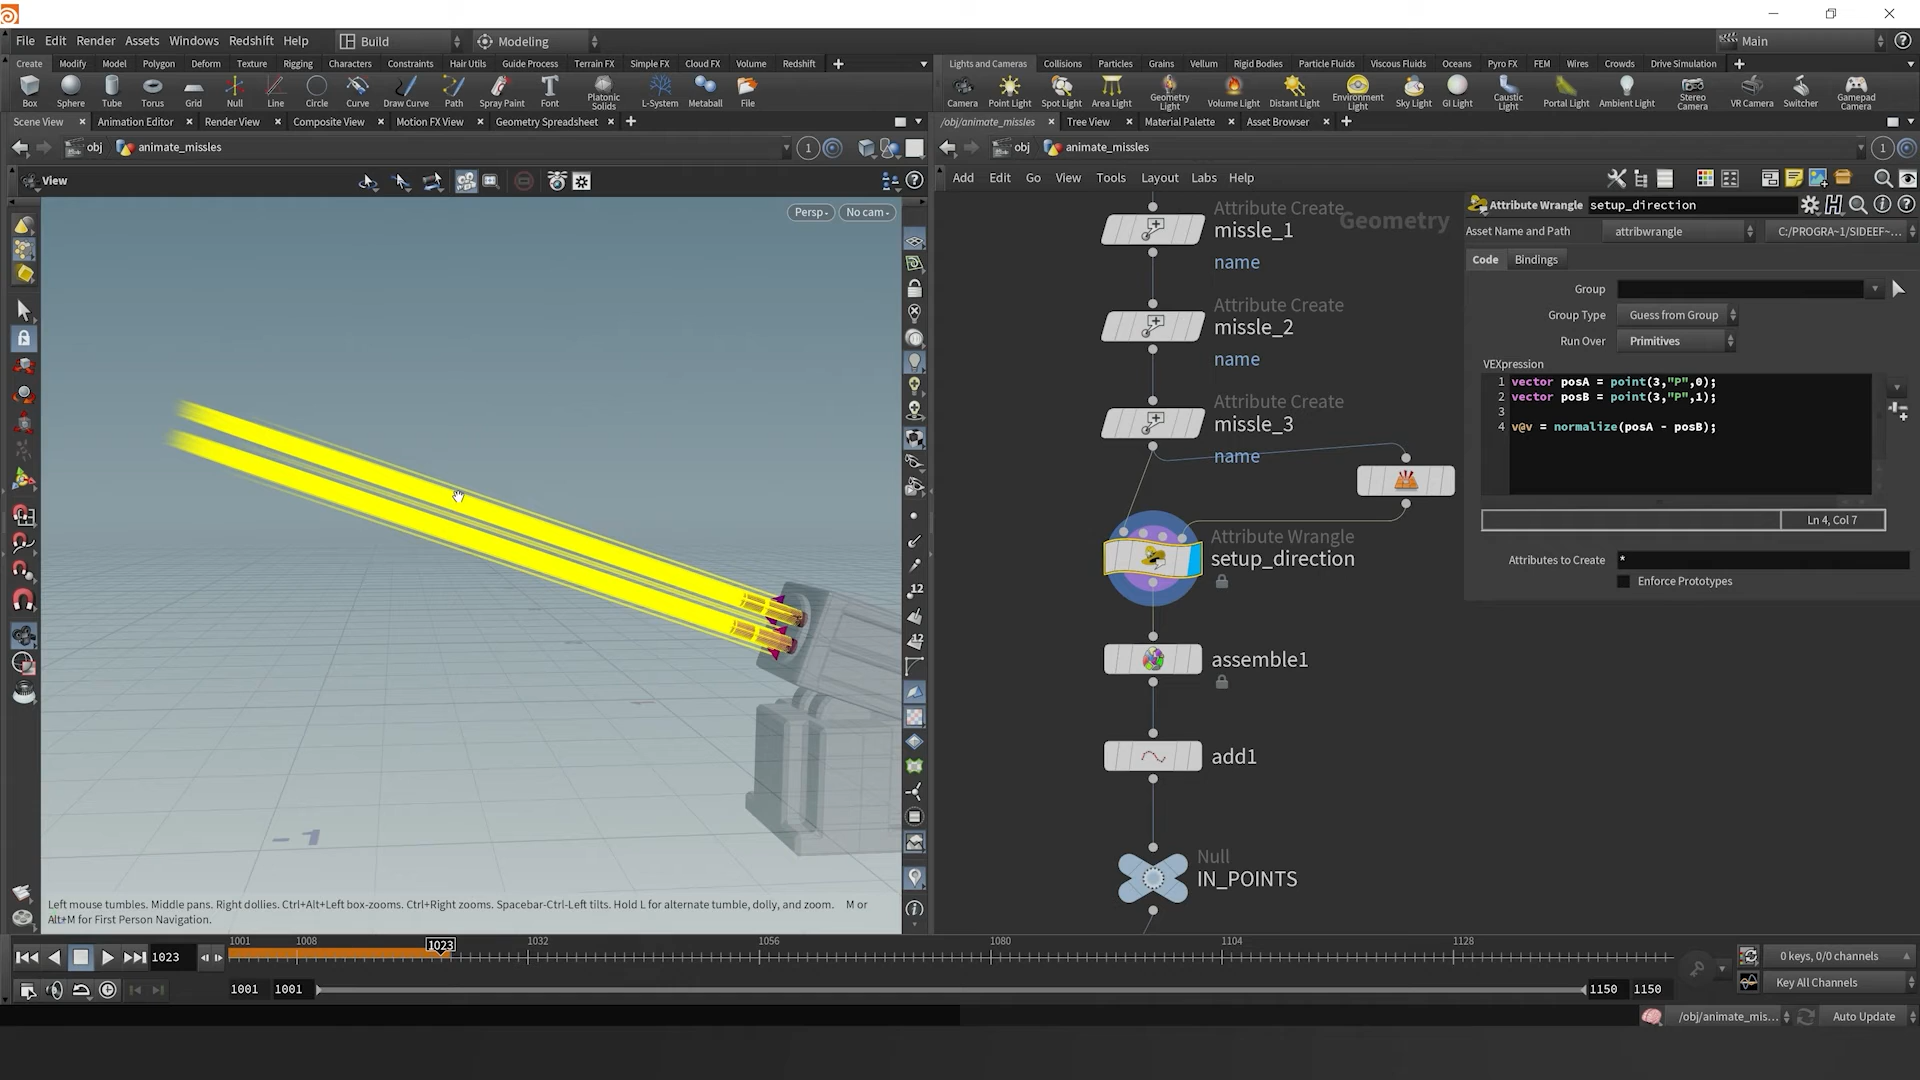 File Edit Render Assets Windows Redshift Help Build Modeling Main
Create Modify Model Polygon Deform Texture Rigging Characters Constraints Hair Utils Guide Process Terrain FX Simple FX Cloud FX Volume Redshift
Lights and Cameras Collisions Particles Grains Vellum Rigid Bodies Particle Fluids Viscous Fluids Oceans Pyro FX FEM Wires Crowds Drive Simulation
Box Sphere Tube Torus Grid Null Line Circle Curve Draw Curve Path Spray Paint Font Platonic Solids L-System Metaball File
Camera Point Light Spot Light Area Light Geometry Light Volume Light Distant Light Environment Light Sky Light GI Light Caustic Light Portal Light Ambient Light Stereo Camera VR Camera Switcher Gamepad Camera
Scene View Animation Editor Render View Composite View Motion FX View Geometry Spreadsheet
/obj/animate_missles Tree View Material Palette Asset Browser
obj animate_missles 1
obj animate_missles 1
View
Add Edit Go View Tools Layout Labs Help
Persp No cam
Geometry
Attribute Create
missle_1
name
Attribute Create
missle_2
name
Attribute Create
missle_3
name
Attribute Wrangle
setup_direction
assemble1
add1
Null
IN_POINTS
Attribute Wrangle setup_direction
Asset Name and Path attribwrangle C:/PROGRA~1/SIDEEF~...
Code Bindings
Group
Group Type Guess from Group
Run Over Primitives
VEXpression
1 vector posA = point(3,"P",0);
2 vector posB = point(3,"P",1);
3
4 v@v = normalize(posA - posB);
Ln 4, Col 7
Attributes to Create *
Enforce Prototypes
12
12
-1
Left mouse tumbles. Middle pans. Right dollies. Ctrl+Alt+Left box-zooms. Ctrl+Right zooms. Spacebar-Ctrl-Left tilts. Hold L for alternate tumble, dolly, and zoom. M or
Alt+M for First Person Navigation.
1023 1001 1008 1023 1032 1056 1080 1104 1128 0 keys, 0/0 channels
1001 1001 1150 1150 Key All Channels
/obj/animate_mis... Auto Update